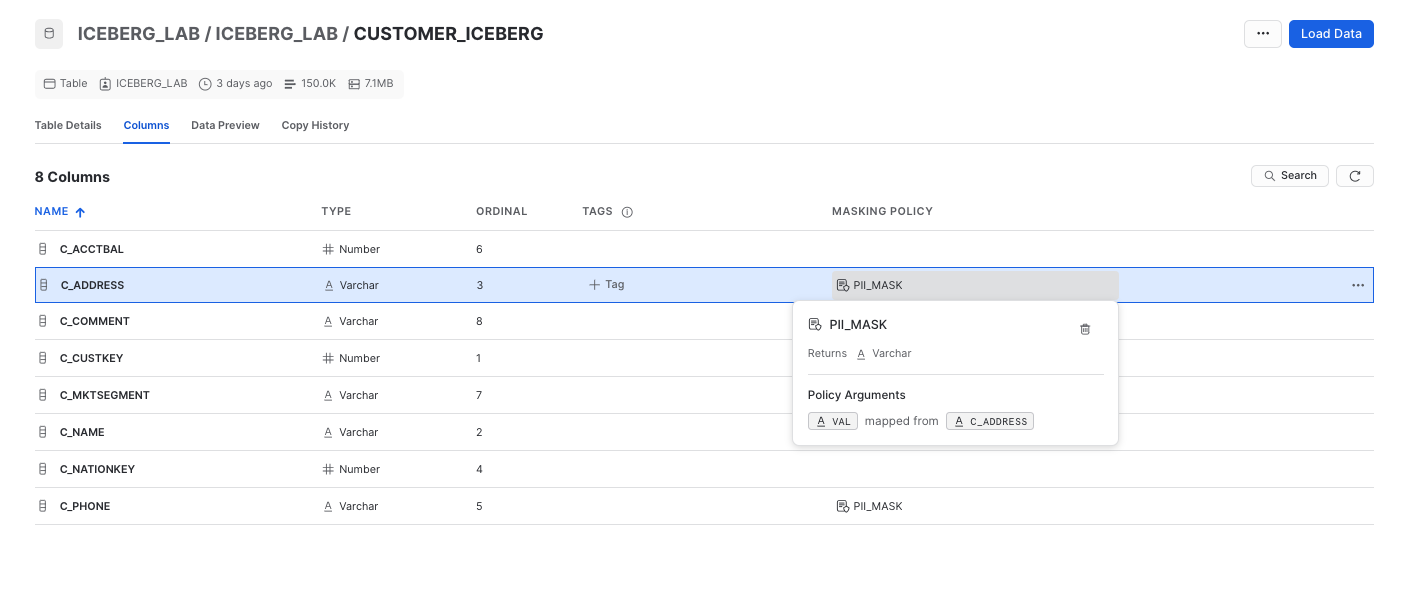 ICEBERG_LAB / ICEBERG_LAB / CUSTOMER_ICEBERG
Load Data
Table ICEBERG_LAB 3 days ago 150.0K 7.1MB
Table Details Columns Data Preview Copy History
8 Columns
Search
NAME TYPE ORDINAL TAGS MASKING POLICY
C_ACCTBAL Number 6
C_ADDRESS A Varchar 3 + Tag PII_MASK ...
C_COMMENT A Varchar 8
C_CUSTKEY Number 1
C_MKTSEGMENT A Varchar 7
C_NAME A Varchar 2
C_NATIONKEY Number 4
C_PHONE A Varchar 5 PII_MASK
PII_MASK
Returns A Varchar
Policy Arguments
A VAL mapped from A C_ADDRESS